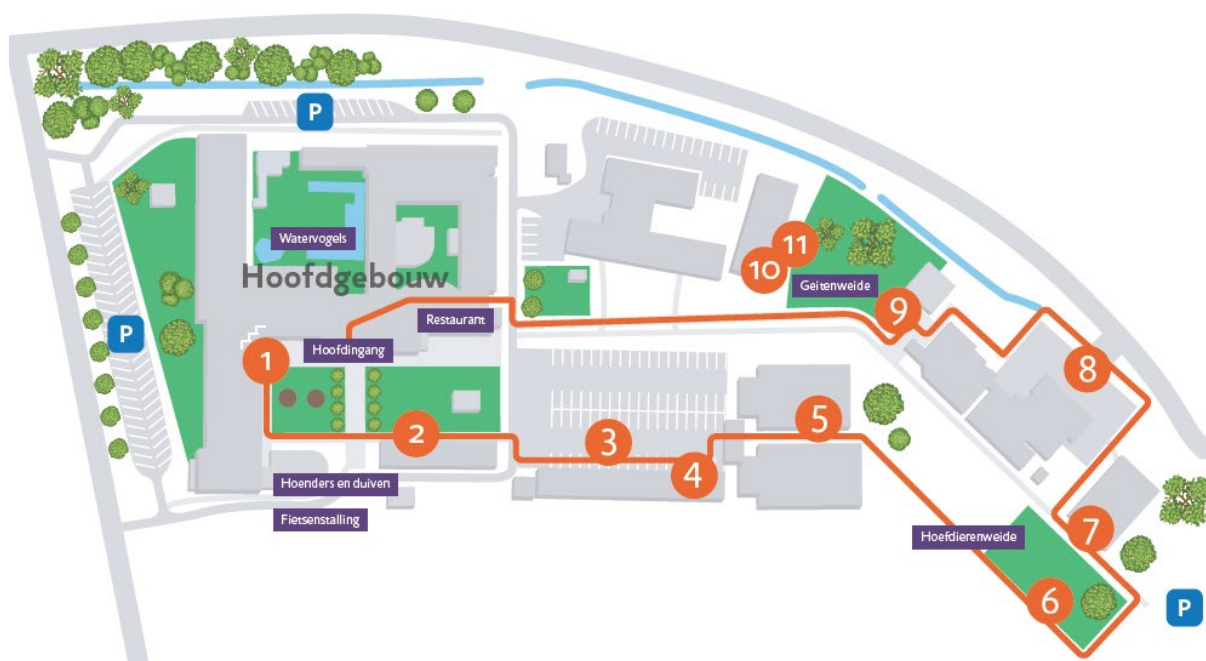 P
Watervogels
Hoofdgebouw
11
10
Geitenweide
Restaurant
9
P
Hoofdingang
1
8
2
3
5
4
Hoenders en duiven
Fietsenstalling
Hoefdierenweide
7
6
P